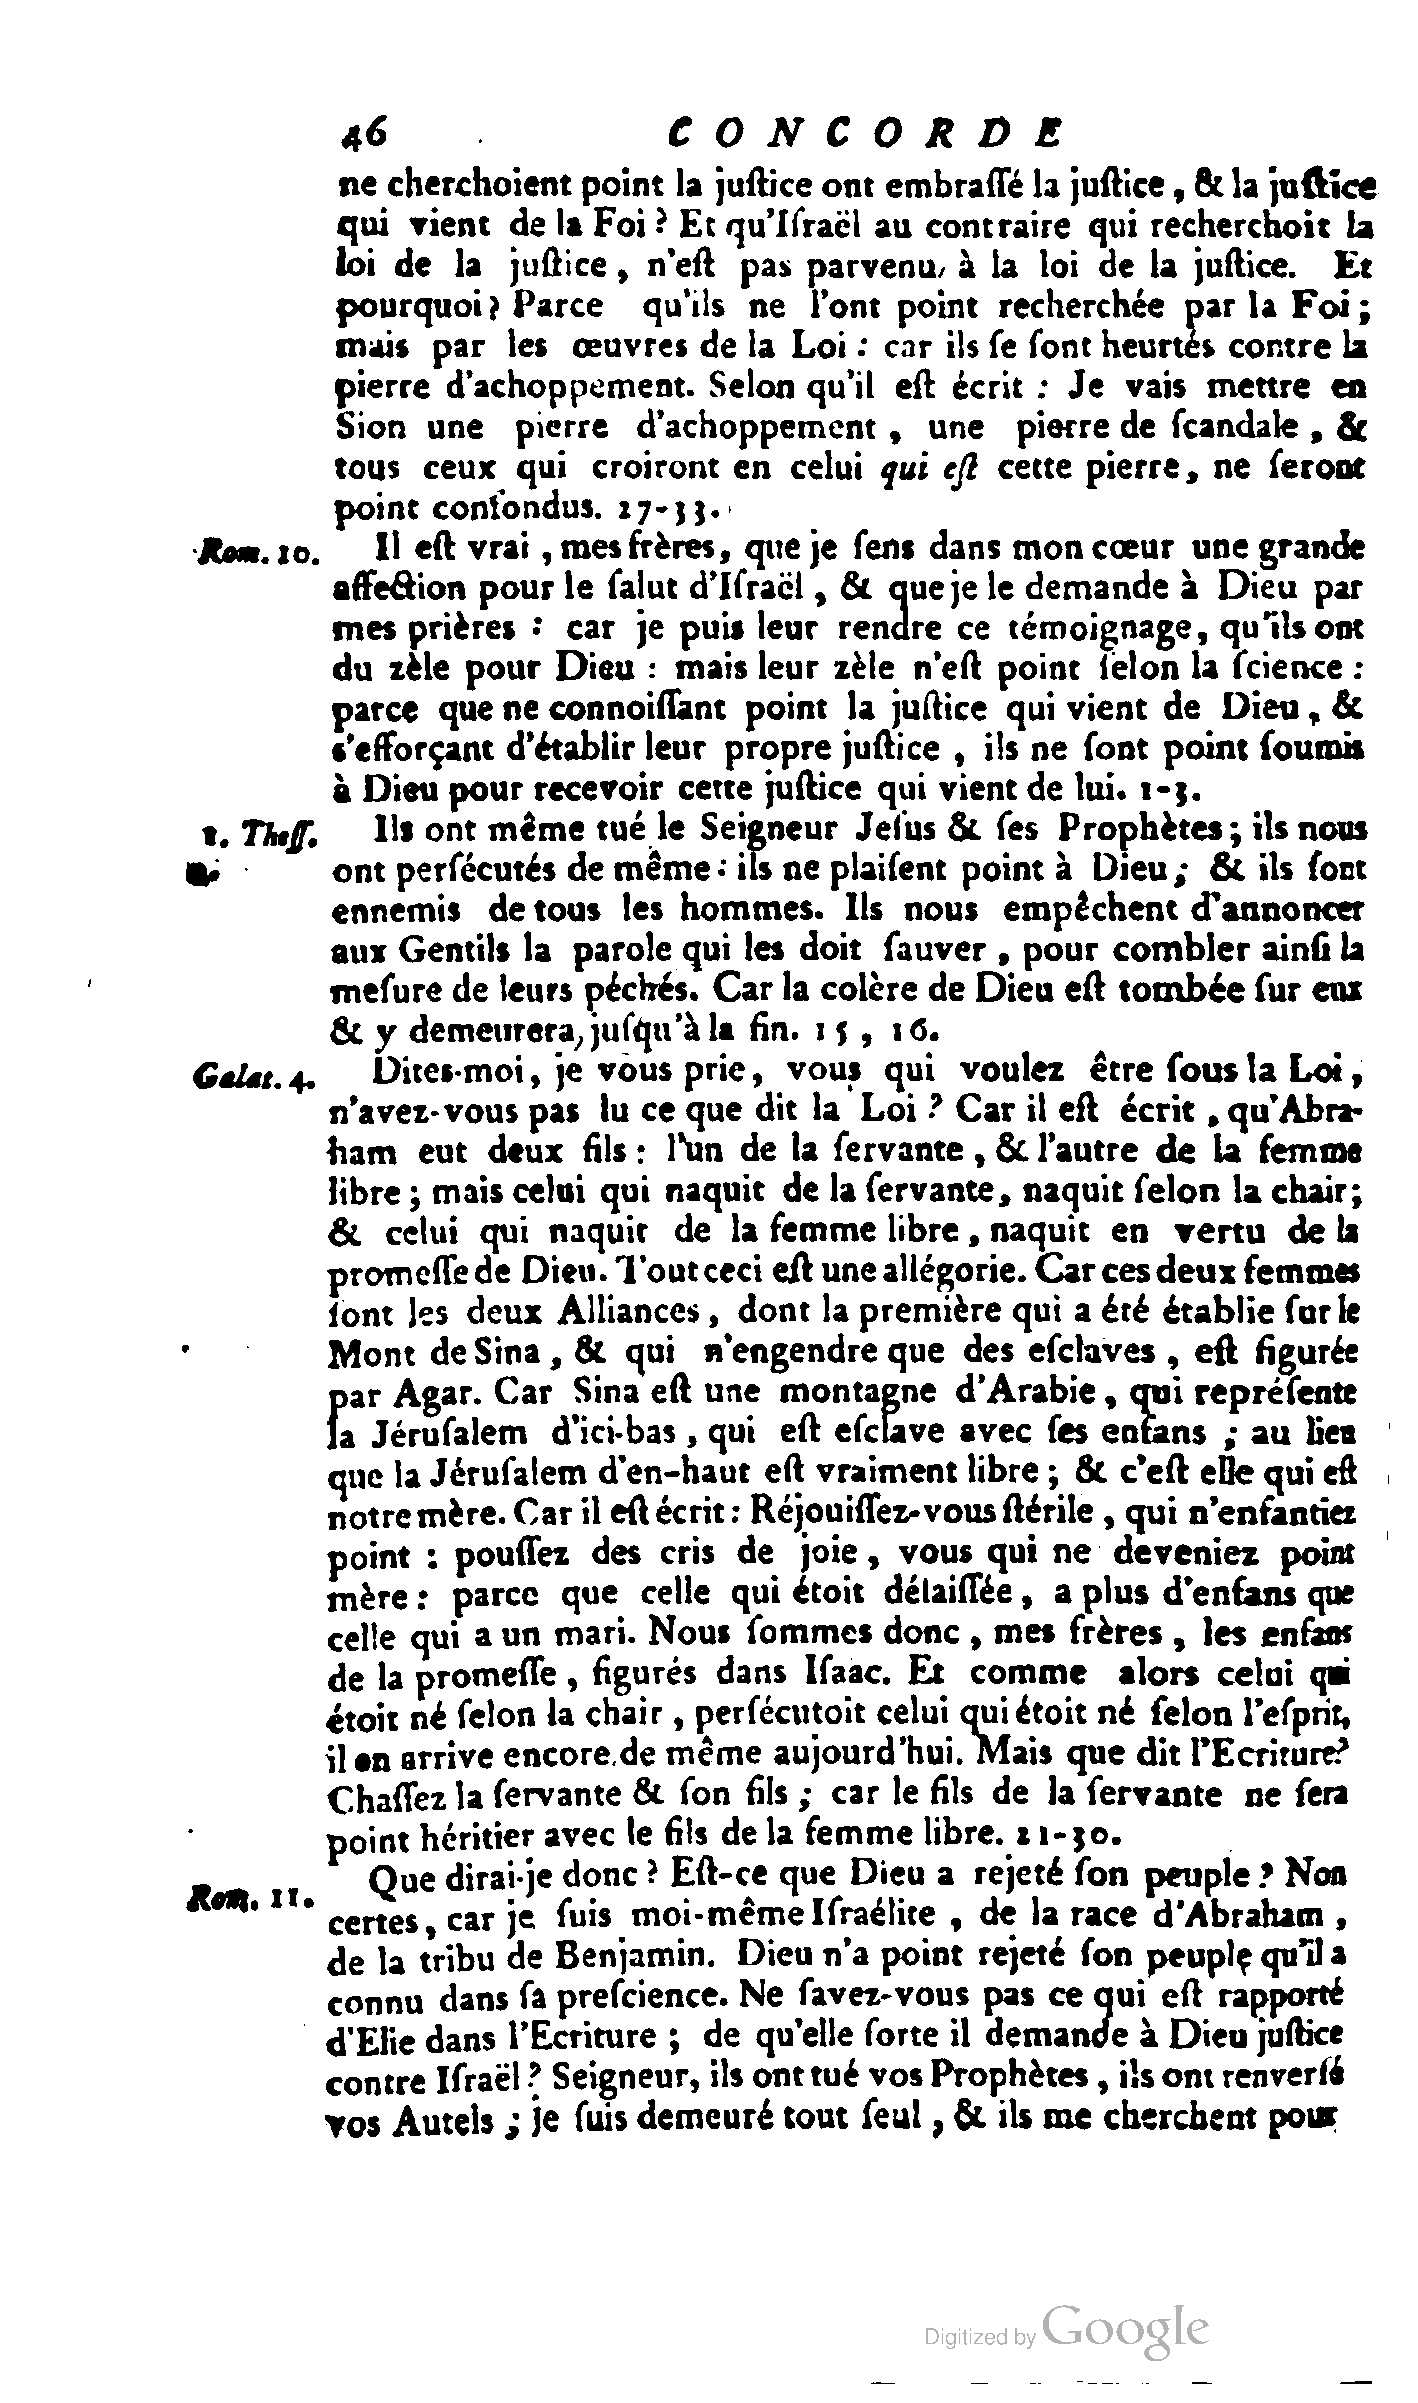 46 CONCORDE
ne cherchoient point la juſtice ont embraſſé la juſtice, & la juſtice
qui vient de la Foi? Et qu'Iſraël au contraire qui recherchoit la
loi de la juſtice, n'eſt pas parvenu à la loi de la juſtice. Et
pourquoi? Parce qu'ils ne l'ont point recherchée par la Foi;
mais par les œuvres de la Loi: car ils ſe ſont heurtés contre la
pierre d'achoppement. Selon qu'il eſt écrit: Je vais mettre en
Sion une pierre d'achoppement, une pierre de ſcandale, &
tous ceux qui croiront en celui qui eſt cette pierre, ne ſeront
point confondus. 27-33.
Rom. 10. Il eſt vrai, mes frères, que je ſens dans mon cœur une grande
affection pour le ſalut d'Iſraël, & que je le demande à Dieu par
mes prières: car je puis leur rendre ce témoignage, qu'ils ont
du zèle pour Dieu: mais leur zèle n'eſt point ſelon la ſcience:
parce que ne connoiſſant point la juſtice qui vient de Dieu, &
s'efforçant d'établir leur propre juſtice, ils ne ſont point ſoumis
à Dieu pour recevoir cette juſtice qui vient de lui. 1-3.
1. Theſſ. Ils ont même tué le Seigneur Jeſus & ſes Prophètes; ils nous
ont perſécutés de même: ils ne plaiſent point à Dieu; & ils ſont
ennemis de tous les hommes. Ils nous empêchent d'annoncer
aux Gentils la parole qui les doit ſauver, pour combler ainſi la
meſure de leurs péchés. Car la colère de Dieu eſt tombée ſur eux
& y demeurera, juſqu'à la fin. 15, 16.
Galat. 4. Dites-moi, je vous prie, vous qui voulez être ſous la Loi,
n'avez-vous pas lu ce que dit la Loi? Car il eſt écrit, qu'Abra-
ham eut deux fils: l'un de la ſervante, & l'autre de la femme
libre; mais celui qui naquit de la ſervante, naquit ſelon la chair;
& celui qui naquit de la femme libre, naquit en vertu de la
promeſſe de Dieu. Tout ceci eſt une allégorie. Car ces deux femmes
ſont les deux Alliances, dont la première qui a été établie ſur le
Mont de Sina, & qui n'engendre que des eſclaves, eſt figurée
par Agar. Car Sina eſt une montagne d'Arabie, qui repréſente
la Jéruſalem d'ici-bas, qui eſt eſclave avec ſes enfans; au lieu
que la Jéruſalem d'en-haut eſt vraiment libre; & c'eſt elle qui eſt
notre mère. Car il eſt écrit: Réjouiſſez-vous ſtérile, qui n'enfantiez
point: pouſſez des cris de joie, vous qui ne deveniez point
mère: parce que celle qui étoit délaiſſée, a plus d'enfans que
celle qui a un mari. Nous ſommes donc, mes frères, les enfans
de la promeſſe, figurés dans Iſaac. Et comme alors celui qui
étoit né ſelon la chair, perſécutoit celui qui étoit né ſelon l'eſprit,
il en arrive encore de même aujourd'hui. Mais que dit l'Ecriture?
Chaſſez la ſervante & ſon fils; car le fils de la ſervante ne ſera
point héritier avec le fils de la femme libre. 21-30.
Rom. 11. Que dirai-je donc? Eſt-ce que Dieu a rejeté ſon peuple? Non
certes, car je ſuis moi-même Iſraélite, de la race d'Abraham,
de la tribu de Benjamin. Dieu n'a point rejeté ſon peuple qu'il a
connu dans ſa preſcience. Ne ſavez-vous pas ce qui eſt rapporté
d'Elie dans l'Ecriture; de qu'elle ſorte il demande à Dieu juſtice
contre Iſraël? Seigneur, ils ont tué vos Prophètes, ils ont renverſé
vos Autels; je ſuis demeuré tout ſeul, & ils me cherchent pour
Digitized by Google